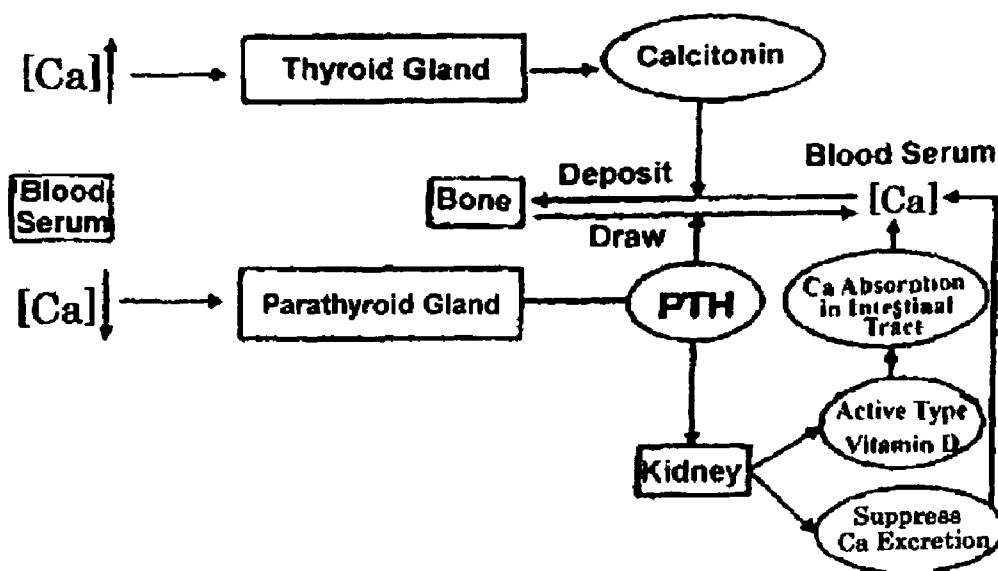 [Ca]
Thyroid Gland
Calcitonin
Blood Serum
Deposit
Blood
Serum
Bone
[Ca]
Draw
[Ca]
Parathyroid Gland
PTH
Ca Absorption
in Intestinal
Tract
Active Type
Vitamin D
Kidney
Suppress
Ca Excretion